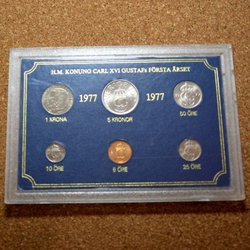 H.M. KONUNG CARL XVI GUSTAFs FÖRSTA ÅRSET
1977 1977
1 KRONA 5 KRONOR 50 ÖRE
10 ÖRE 5 ÖRE 25 ÖRE